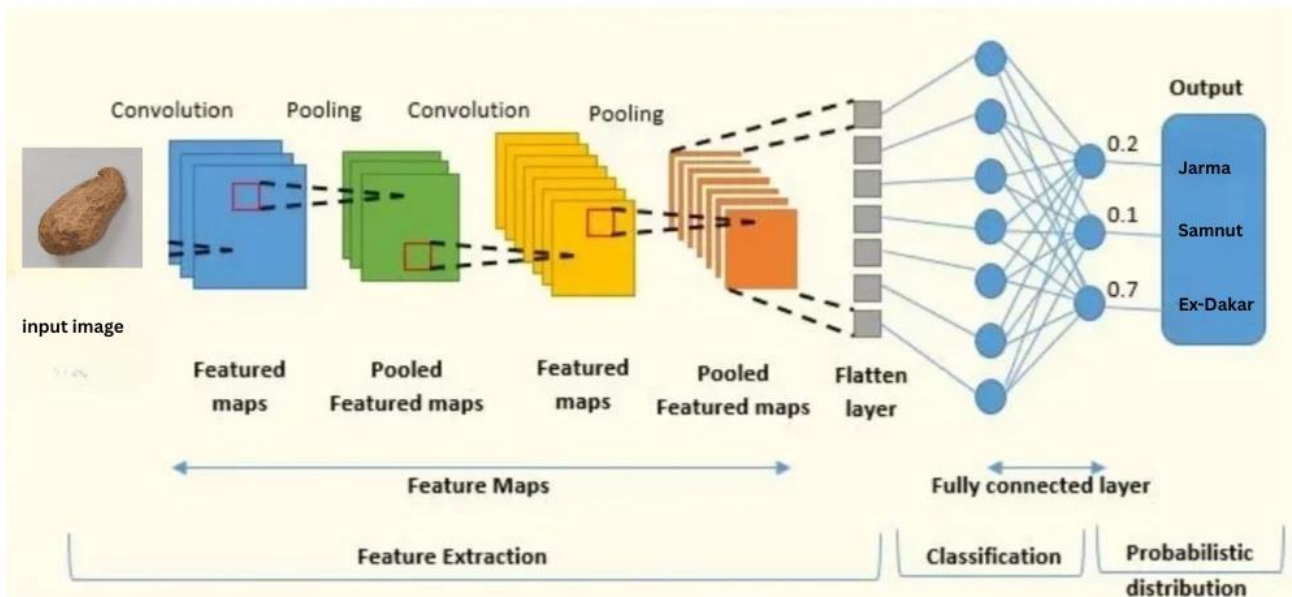 Convolution
Pooling
Convolution
Pooling
Output
0.2
Jarma
0.1
Samnut
0.7
Ex-Dakar
input image
Featured
maps
Pooled
Featured maps
Featured
maps
Pooled
Featured maps
Flatten
layer
Feature Maps
Fully connected layer
Feature Extraction
Classification
Probabilistic
distribution